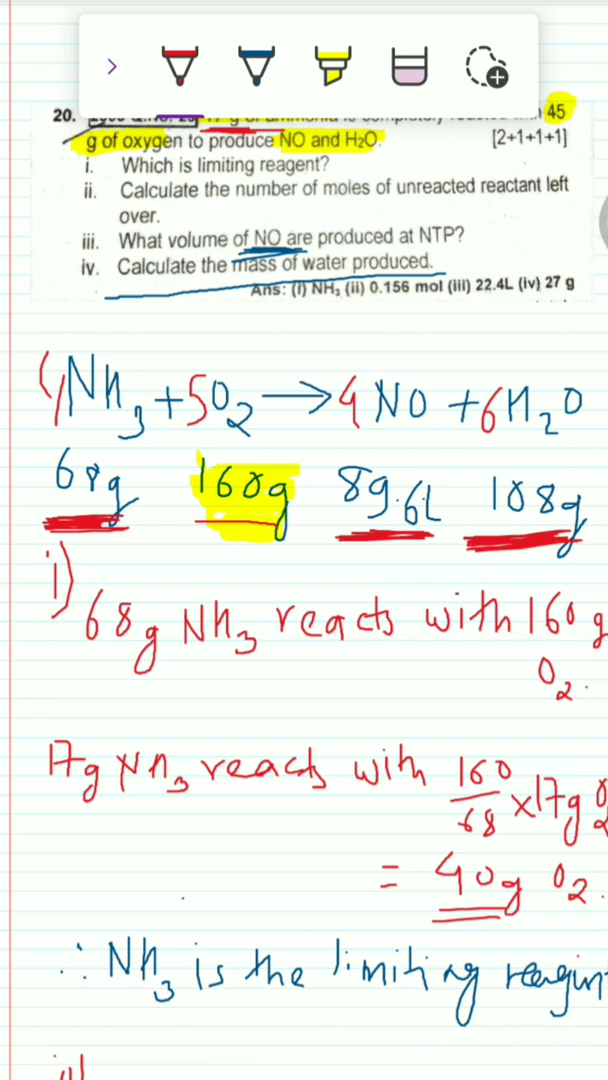 20. 45
g of oxygen to produce NO and H₂O. [2+1+1+1]
i. Which is limiting reagent?
ii. Calculate the number of moles of unreacted reactant left
over.
iii. What volume of NO are produced at NTP?
iv. Calculate the mass of water produced.
Ans: (i) NH₃ (ii) 0.156 mol (iii) 22.4L (iv) 27 g
4NH₃ + 5O₂ → 4NO + 6H₂O
68g 160g 89.6L 108g
i)
68g NH₃ reacts with 160g
O₂.
17g NH₃ reacts with 160/68 × 17g O₂
= 40g O₂.
∴ NH₃ is the limiting reagin
ii)